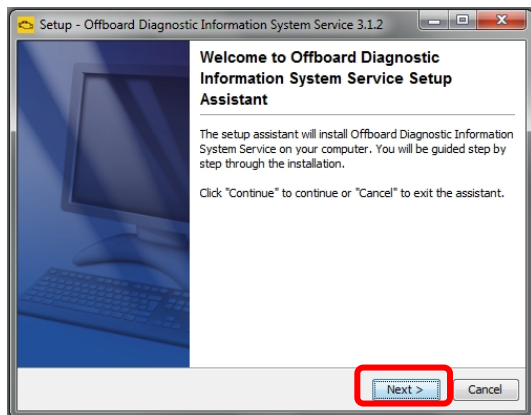 Setup - Offboard Diagnostic Information System Service 3.1.2
Welcome to Offboard Diagnostic
Information System Service Setup
Assistant
The setup assistant will install Offboard Diagnostic Information
System Service on your computer. You will be guided step by
step through the installation.
Click "Continue" to continue or "Cancel" to exit the assistant.
Next >
Cancel